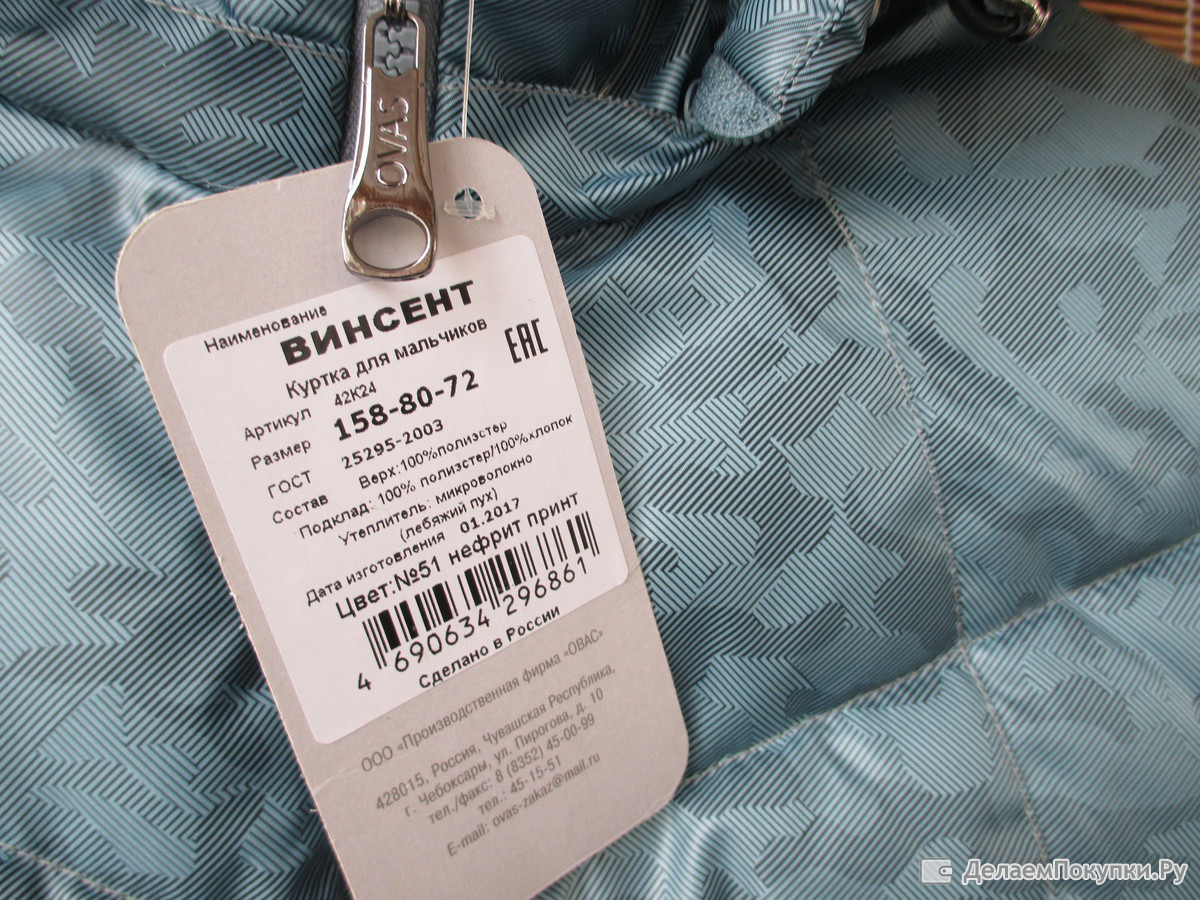 OVAS
Наименование
ВИНСЕНТ
Куртка для мальчиков
EAC
Артикул 42К24
Размер 158-80-72
ГОСТ 25295-2003
Состав Верх:100%полиэстер
Подклад: 100% полиэстер/100%хлопок
Утеплитель: микроволокно
(лебяжий пух)
Дата изготовления 01.2017
Цвет:№51 нефрит принт
4 690634 296861
Сделано в России
ООО «Производственная фирма «ОВАС»
428015, Россия, Чувашская Республика,
г. Чебоксары, ул. Пирогова, д. 10
тел./факс: 8 (8352) 45-00-99
тел.: 45-15-51
E-mail: ovas-zakaz@mail.ru
ДелаемПокупки.Ру